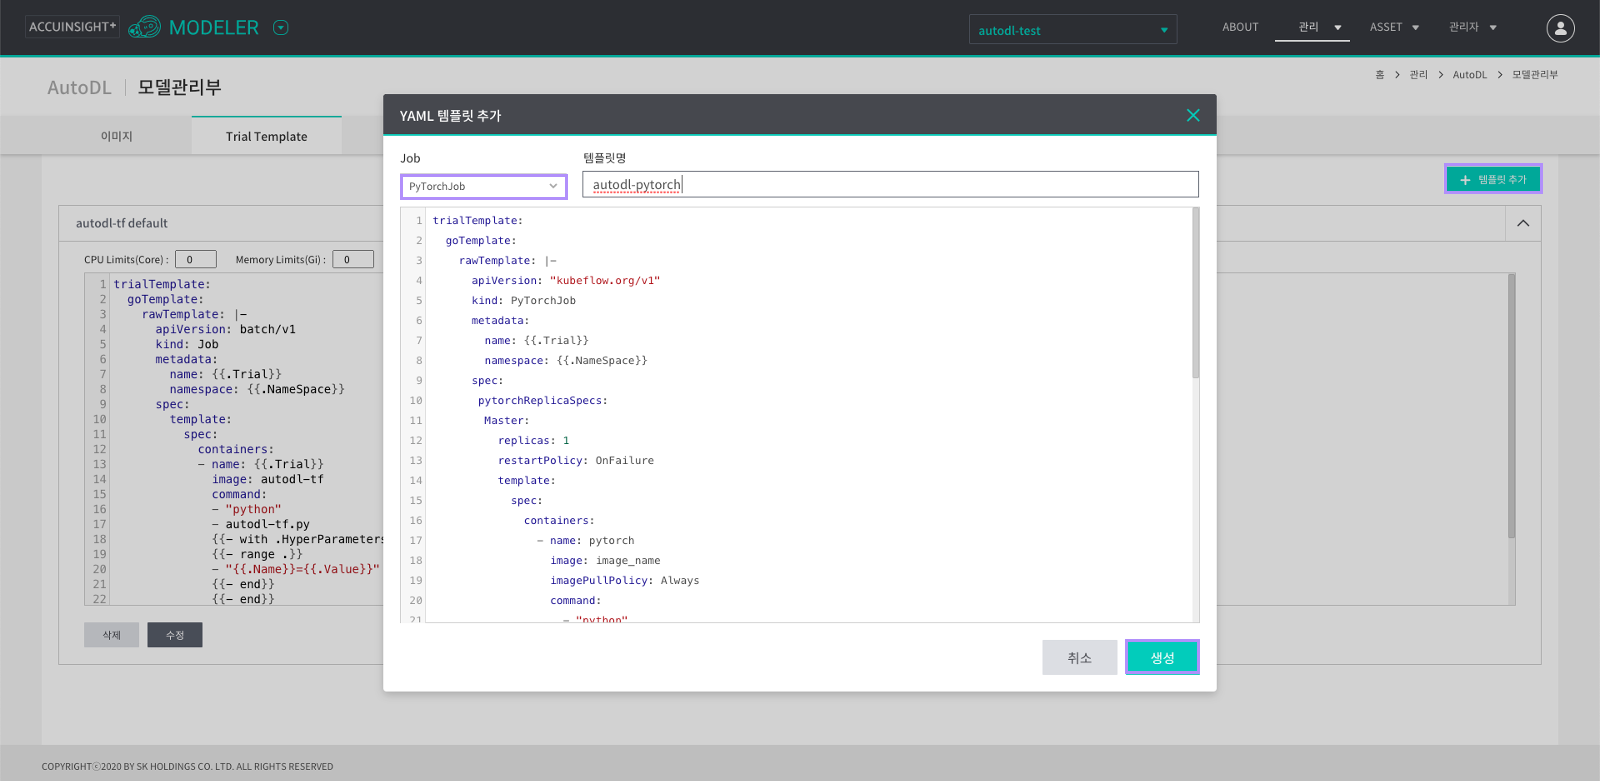 ACCUINSIGHT+
MODELER
autodl-test
ABOUT
관리
ASSET
관리자
AutoDL
모델관리부
홈 > 관리 > AutoDL > 모델관리부
이미지
Trial Template
+ 템플릿 추가
autodl-tf default
CPU Limits(Core) : 0
Memory Limits(Gi) : 0
1 trialTemplate:
2 goTemplate:
3 rawTemplate: |-
4 apiVersion: batch/v1
5 kind: Job
6 metadata:
7 name: {{.Trial}}
8 namespace: {{.NameSpace}}
9 spec:
10 template:
11 spec:
12 containers:
13 - name: {{.Trial}}
14 image: autodl-tf
15 command:
16 - "python"
17 - autodl-tf.py
18 {{- with .HyperParameters
19 {{- range .}}
20 - "{{.Name}}={{.Value}}"
21 {{- end}}
22 {{- end}}
삭제
수정
YAML 템플릿 추가
Job
템플릿명
PyTorchJob
autodl-pytorch
1 trialTemplate:
2 goTemplate:
3 rawTemplate: |-
4 apiVersion: "kubeflow.org/v1"
5 kind: PyTorchJob
6 metadata:
7 name: {{.Trial}}
8 namespace: {{.NameSpace}}
9 spec:
10 pytorchReplicaSpecs:
11 Master:
12 replicas: 1
13 restartPolicy: OnFailure
14 template:
15 spec:
16 containers:
17 - name: pytorch
18 image: image_name
19 imagePullPolicy: Always
20 command:
21 - "python"
취소
생성
COPYRIGHTⓒ2020 BY SK HOLDINGS CO. LTD. ALL RIGHTS RESERVED